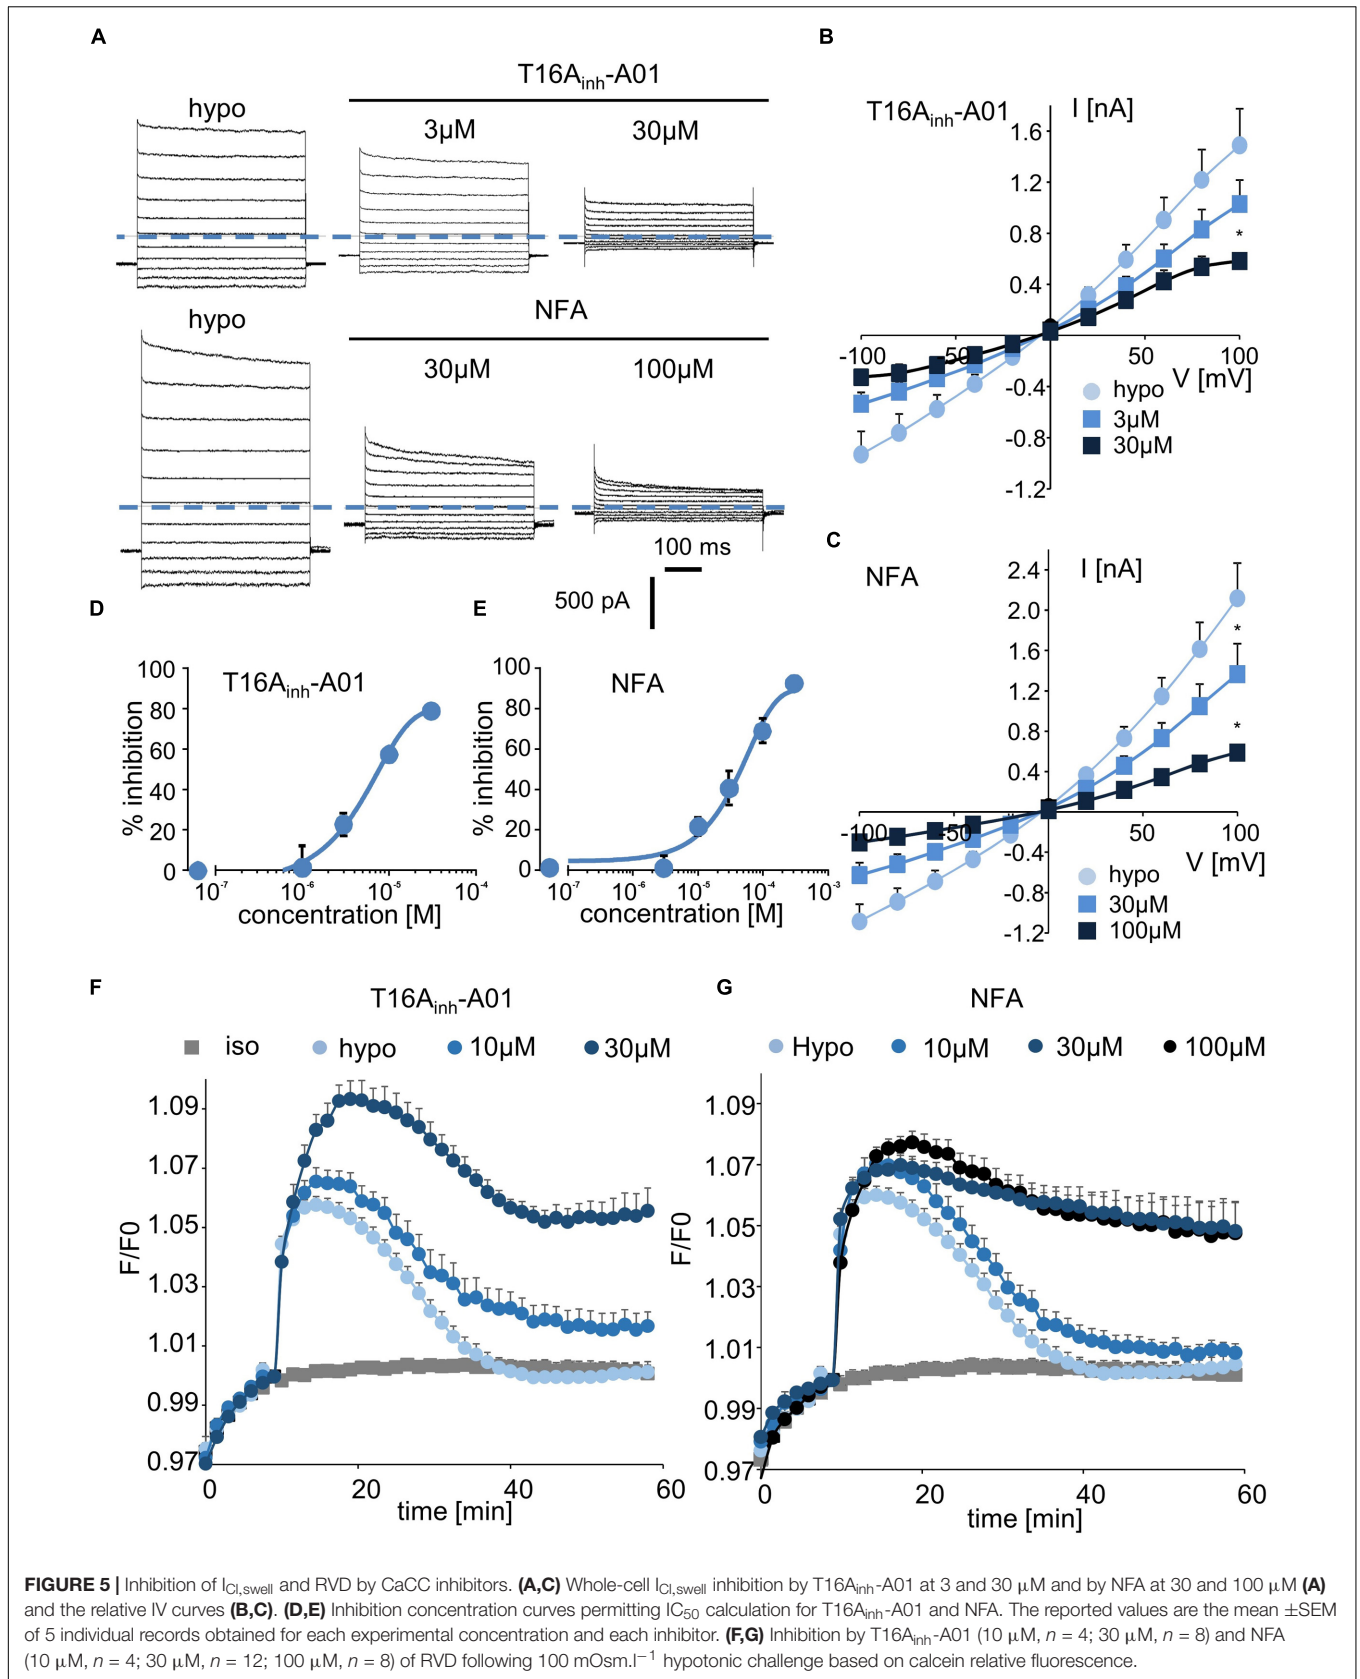 A
T16Ainh-A01
hypo
3µM
30µM
hypo
NFA
30µM
100µM
100 ms
500 pA
B
T16Ainh-A01
I [nA]
1.6
1.2
0.8
*
0.4
-100
-50
50
100
V [mV]
-0.4
-0.8
-1.2
hypo
3µM
30µM
C
NFA
I [nA]
2.4
2.0
*
1.6
1.2
0.8
*
0.4
-100
-50
50
100
V [mV]
-0.4
-0.8
-1.2
hypo
30µM
100µM
D
T16Ainh-A01
% inhibition
100
80
60
40
20
0
10-7
10-6
10-5
10-4
concentration [M]
E
NFA
% inhibition
100
80
60
40
20
0
10-7
10-6
10-5
10-4
10-3
concentration [M]
F
T16Ainh-A01
iso hypo 10µM 30µM
F/F0
1.09
1.07
1.05
1.03
1.01
0.99
0.97
0 20 40 60
time [min]
G
NFA
Hypo 10µM 30µM 100µM
F/F0
1.09
1.07
1.05
1.03
1.01
0.99
0.97
0 20 40 60
time [min]
FIGURE 5 | Inhibition of ICl,swell and RVD by CaCC inhibitors. (A,C) Whole-cell ICl,swell inhibition by T16Ainh-A01 at 3 and 30 µM and by NFA at 30 and 100 µM (A)
and the relative IV curves (B,C). (D,E) Inhibition concentration curves permitting IC50 calculation for T16Ainh-A01 and NFA. The reported values are the mean ±SEM
of 5 individual records obtained for each experimental concentration and each inhibitor. (F,G) Inhibition by T16Ainh-A01 (10 µM, n = 4; 30 µM, n = 8) and NFA
(10 µM, n = 4; 30 µM, n = 12; 100 µM, n = 8) of RVD following 100 mOsm.l−1 hypotonic challenge based on calcein relative fluorescence.